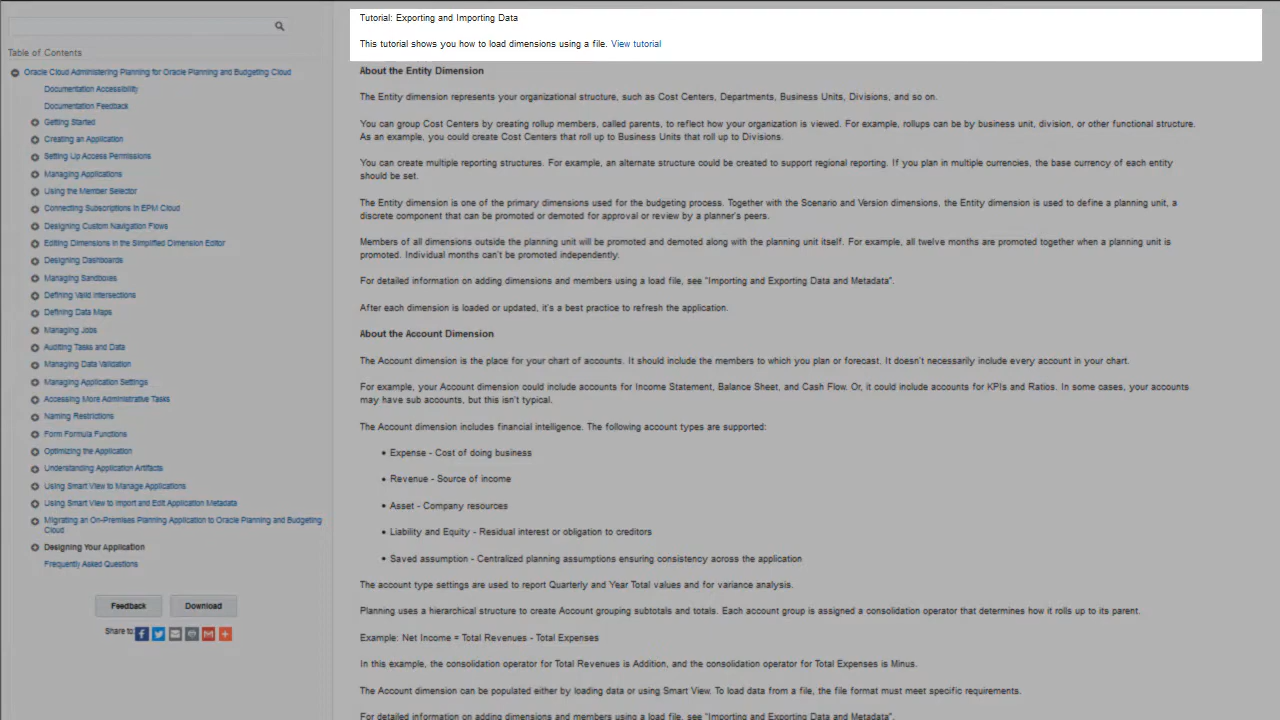 Table of Contents
Oracle Cloud Administering Planning for Oracle Planning and Budgeting Cloud
Documentation Accessibility
Documentation Feedback
Getting Started
Creating an Application
Setting Up Access Permissions
Managing Applications
Using the Member Selector
Connecting Subscriptions in EPM Cloud
Designing Custom Navigation Flows
Editing Dimensions in the Simplified Dimension Editor
Designing Dashboards
Managing Sandboxes
Defining Valid Intersections
Defining Data Maps
Managing Jobs
Auditing Tasks and Data
Managing Data Validation
Managing Application Settings
Accessing More Administrative Tasks
Naming Restrictions
Form Formula Functions
Optimizing the Application
Understanding Application Artifacts
Using Smart View to Manage Applications
Using Smart View to Import and Edit Application Metadata
Migrating an On-Premises Planning Application to Oracle Planning and Budgeting
Cloud
Designing Your Application
Frequently Asked Questions
Feedback Download
Share to:
Tutorial: Exporting and Importing Data
This tutorial shows you how to load dimensions using a file. View tutorial
About the Entity Dimension
The Entity dimension represents your organizational structure, such as Cost Centers, Departments, Business Units, Divisions, and so on.
You can group Cost Centers by creating rollup members, called parents, to reflect how your organization is viewed. For example, rollups can be by business unit, division, or other functional structure.
As an example, you could create Cost Centers that roll up to Business Units that roll up to Divisions.
You can create multiple reporting structures. For example, an alternate structure could be created to support regional reporting. If you plan in multiple currencies, the base currency of each entity
should be set.
The Entity dimension is one of the primary dimensions used for the budgeting process. Together with the Scenario and Version dimensions, the Entity dimension is used to define a planning unit, a
discrete component that can be promoted or demoted for approval or review by a planner's peers.
Members of all dimensions outside the planning unit will be promoted and demoted along with the planning unit itself. For example, all twelve months are promoted together when a planning unit is
promoted. Individual months can't be promoted independently.
For detailed information on adding dimensions and members using a load file, see "Importing and Exporting Data and Metadata".
After each dimension is loaded or updated, it's a best practice to refresh the application.
About the Account Dimension
The Account dimension is the place for your chart of accounts. It should include the members to which you plan or forecast. It doesn't necessarily include every account in your chart.
For example, your Account dimension could include accounts for Income Statement, Balance Sheet, and Cash Flow. Or, it could include accounts for KPIs and Ratios. In some cases, your accounts
may have sub accounts, but this isn't typical.
The Account dimension includes financial intelligence. The following account types are supported:
• Expense - Cost of doing business
• Revenue - Source of income
• Asset - Company resources
• Liability and Equity - Residual interest or obligation to creditors
• Saved assumption - Centralized planning assumptions ensuring consistency across the application
The account type settings are used to report Quarterly and Year Total values and for variance analysis.
Planning uses a hierarchical structure to create Account grouping subtotals and totals. Each account group is assigned a consolidation operator that determines how it rolls up to its parent.
Example: Net Income = Total Revenues - Total Expenses
In this example, the consolidation operator for Total Revenues is Addition, and the consolidation operator for Total Expenses is Minus.
The Account dimension can be populated either by loading data or using Smart View. To load data from a file, the file format must meet specific requirements.
For detailed information on adding dimensions and members using a load file, see "Importing and Exporting Data and Metadata".